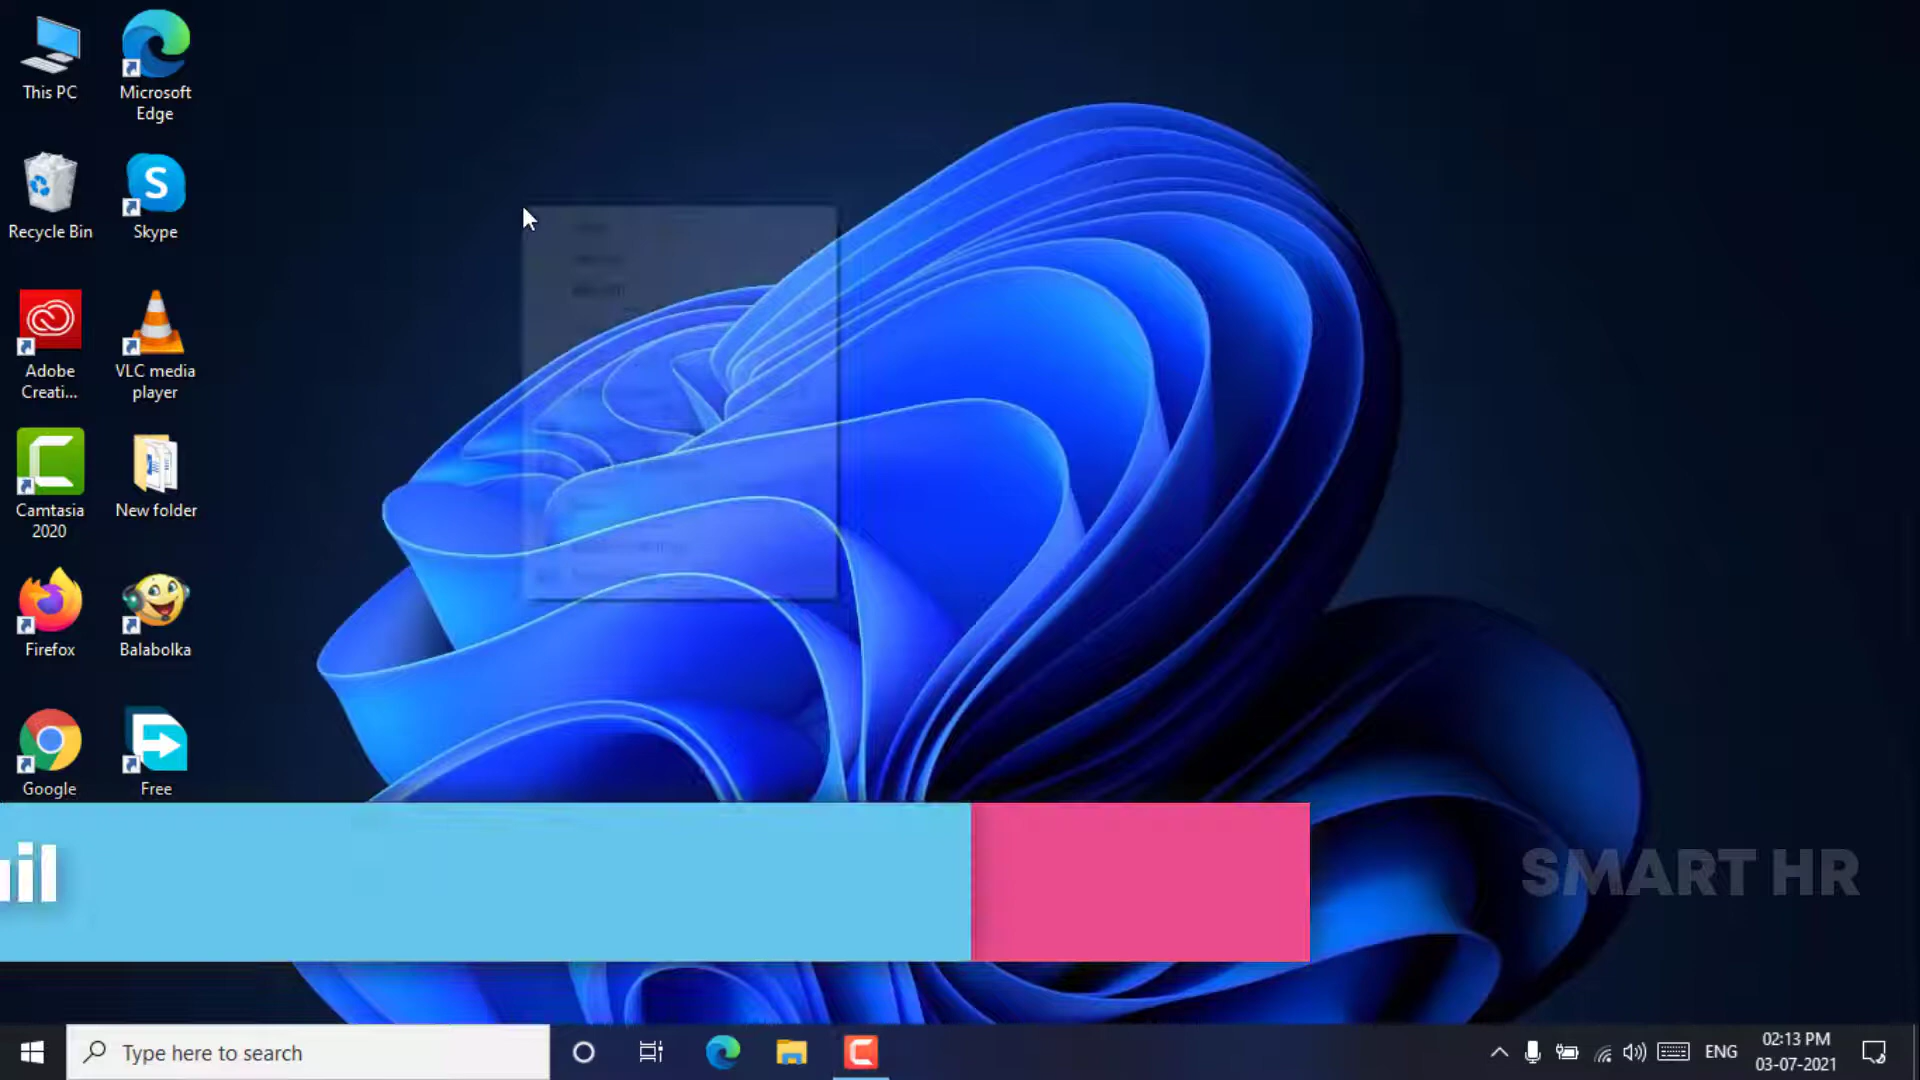 This PC
Microsoft
Edge
Recycle Bin
Skype
Adobe
Creati...
VLC media
player
Camtasia
2020
New folder
Firefox
Balabolka
Google
Free
il
SMART HR
Type here to search
ENG
02:13 PM
03-07-2021